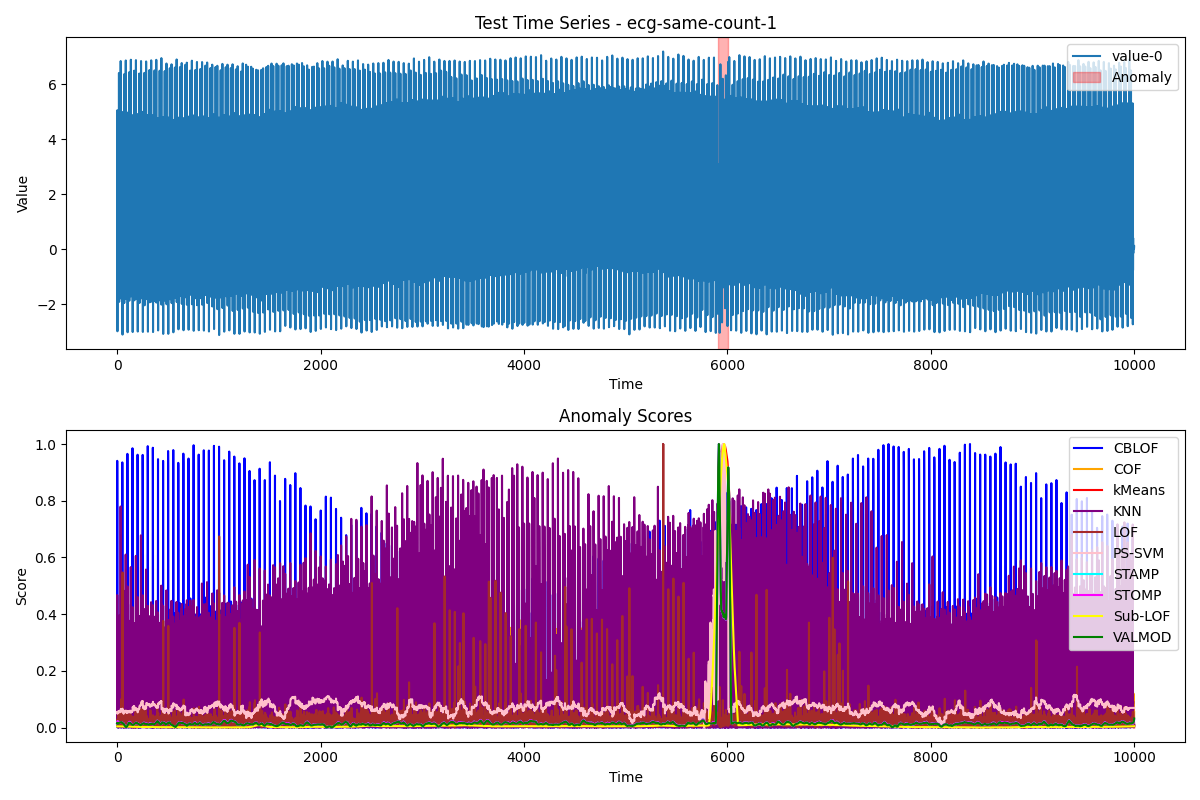 Test Time Series - ecg-same-count-1
Value
6
4
2
0
−2
value-0
Anomaly
0
2000
4000
6000
8000
10000
Time
Anomaly Scores
Score
1.0
0.8
0.6
0.4
0.2
0.0
CBLOF
COF
kMeans
KNN
LOF
PS-SVM
STAMP
STOMP
Sub-LOF
VALMOD
0
2000
4000
6000
8000
10000
Time